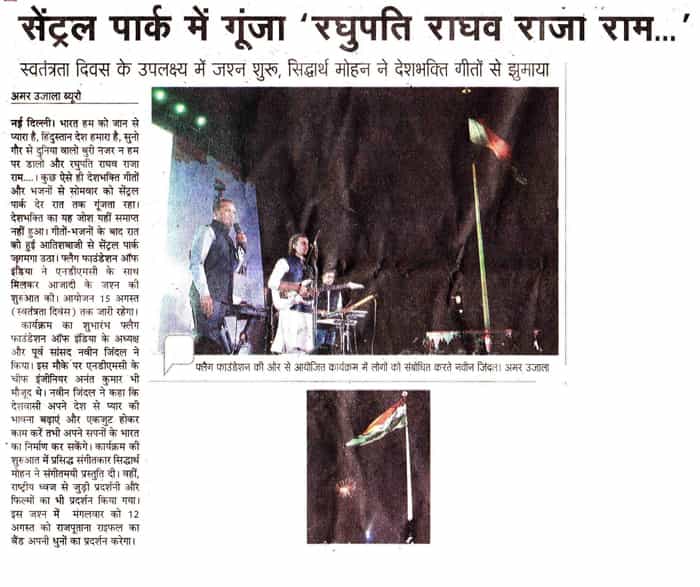 सेंट्रल पार्क में गूंजा ‘रघुपति राघव राजा राम...’
स्वतंत्रता दिवस के उपलक्ष्य में जश्न शुरू, सिद्धार्थ मोहन ने देशभक्ति गीतों से झुमाया
अमर उजाला ब्यूरो
नई दिल्ली। भारत हम को जान से
प्यारा है, हिंदुस्तान देश हमारा है, सुनो
गौर से दुनिया वालों बुरी नजर न हम
पर डालो और रघुपति राघव राजा
राम....। कुछ ऐसे ही देशभक्ति गीतों
और भजनों से सोमवार को सेंट्रल
पार्क देर रात तक गूंजता रहा।
देशभक्ति का यह जोश यहीं समाप्त
नहीं हुआ। गीतों-भजनों के बाद रात
को हुई आतिशबाजी से सेंट्रल पार्क
जगमगा उठा। फ्लैग फाउंडेशन ऑफ
इंडिया ने एनडीएमसी के साथ
मिलकर आजादी के जश्न की
शुरुआत की। आयोजन 15 अगस्त
(स्वतंत्रता दिवस) तक जारी रहेगा।
कार्यक्रम का शुभारंभ फ्लैग
फाउंडेशन ऑफ इंडिया के अध्यक्ष
और पूर्व सांसद नवीन जिंदल ने
किया। इस मौके पर एनडीएमसी के
चीफ इंजीनियर अनंत कुमार भी
मौजूद थे। नवीन जिंदल ने कहा कि
देशवासी अपने देश से प्यार की
भावना बढ़ाएं और एकजुट होकर
काम करें तभी अपने सपनों के भारत
का निर्माण कर सकेंगे। कार्यक्रम की
शुरुआत में प्रसिद्ध संगीतकार सिद्धार्थ
मोहन ने संगीतमयी प्रस्तुति दी। वहीं,
राष्ट्रीय ध्वज से जुड़ी प्रदर्शनी और
फिल्मों का भी प्रदर्शन किया गया।
इस जश्न में मंगलवार को 12
अगस्त को राजपूताना राइफल का
बैंड अपनी धुनों का प्रदर्शन करेगा।
फ्लैग फाउंडेशन की ओर से आयोजित कार्यक्रम में लोगों को संबोधित करते नवीन जिंदल। अमर उजाला